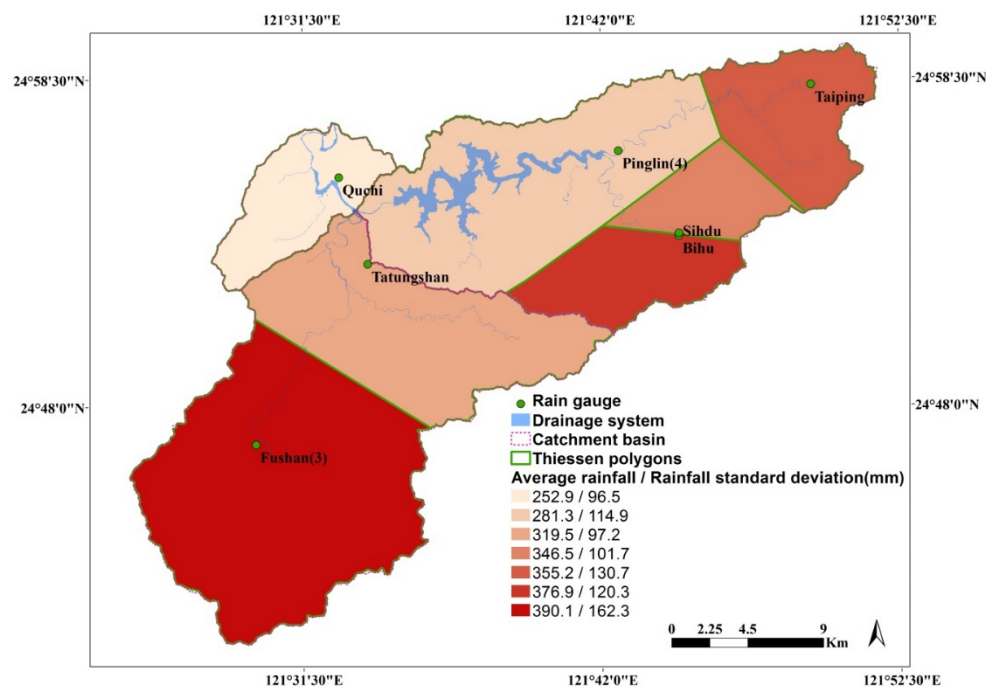 121°31'30"E 121°42'0"E 121°52'30"E
24°58'30"N 24°58'30"N
Taiping
Pinglin(4)
Quchi
Sihdu
Bihu
Tatungshan
24°48'0"N 24°48'0"N
Fushan(3)
Rain gauge
Drainage system
Catchment basin
Thiessen polygons
Average rainfall / Rainfall standard deviation(mm)
252.9 / 96.5
281.3 / 114.9
319.5 / 97.2
346.5 / 101.7
355.2 / 130.7
376.9 / 120.3
390.1 / 162.3
0 2.25 4.5 9
Km
121°31'30"E 121°42'0"E 121°52'30"E